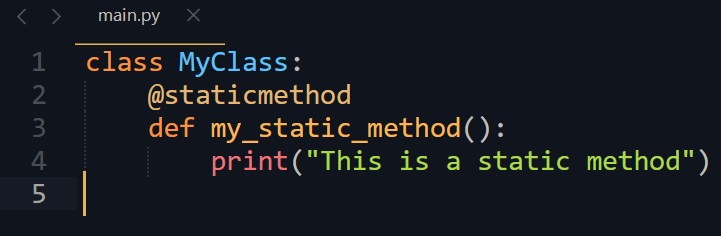 main.py
1 class MyClass:
2     @staticmethod
3     def my_static_method():
4         print("This is a static method")
5